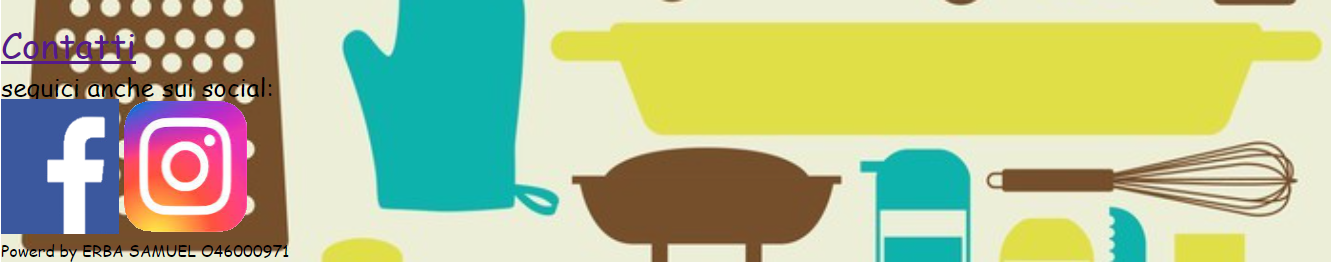 Contatti
seguici anche sui social:
Powerd by ERBA SAMUEL O46000971